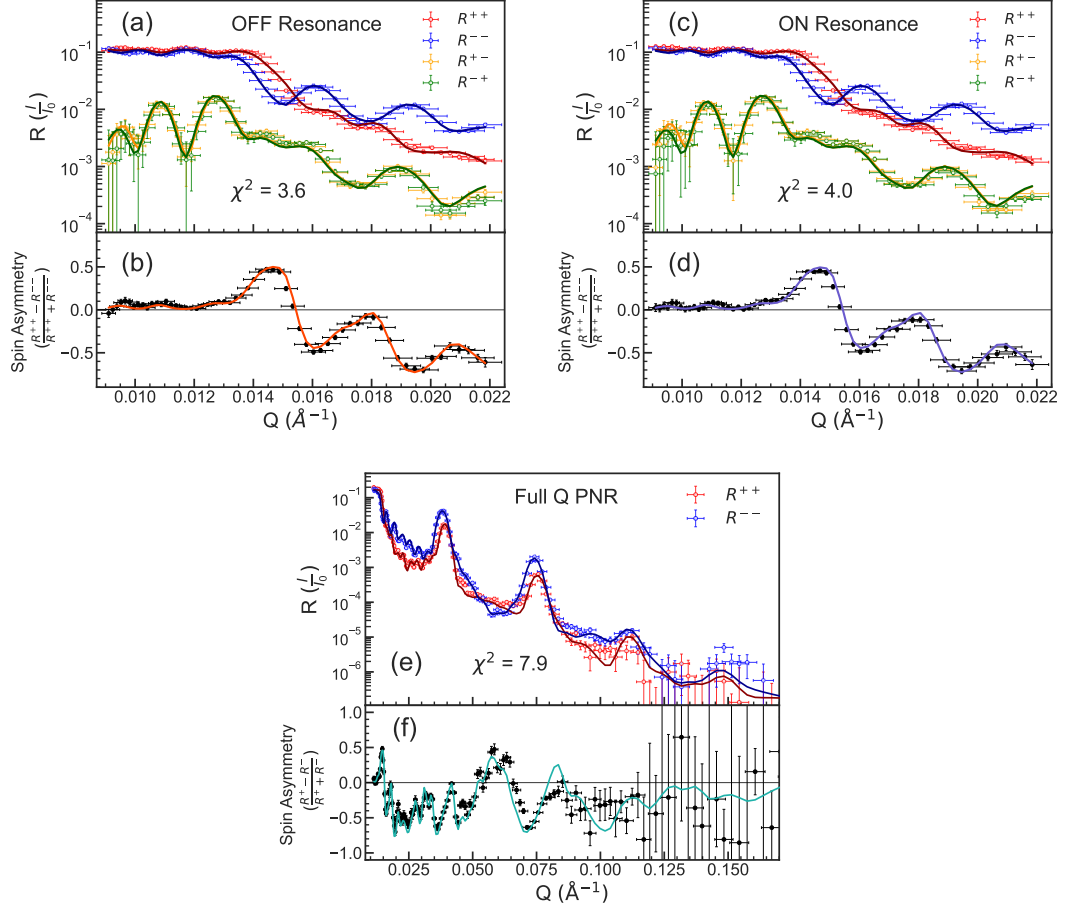 (a) OFF Resonance
R⁺⁺
R⁻⁻
R⁺⁻
R⁻⁺
10⁻¹
10⁻²
10⁻³
10⁻⁴
R (I/I₀)
χ² = 3.6
(b)
0.5
0.0
−0.5
Spin Asymmetry
(R⁺⁺ − R⁻⁻ / R⁺⁺ + R⁻⁻)
0.010 0.012 0.014 0.016 0.018 0.020 0.022
Q (Å⁻¹)
(c) ON Resonance
R⁺⁺
R⁻⁻
R⁺⁻
R⁻⁺
10⁻¹
10⁻²
10⁻³
10⁻⁴
R (I/I₀)
χ² = 4.0
(d)
0.5
0.0
−0.5
Spin Asymmetry
(R⁺⁺ − R⁻⁻ / R⁺⁺ + R⁻⁻)
0.010 0.012 0.014 0.016 0.018 0.020 0.022
Q (Å⁻¹)
Full Q PNR
R⁺⁺
R⁻⁻
10⁻¹
10⁻²
10⁻³
10⁻⁴
10⁻⁵
10⁻⁶
R (I/I₀)
(e) χ² = 7.9
(f)
1.0
0.5
0.0
−0.5
−1.0
Spin Asymmetry
(R⁺ − R⁻ / R⁺ + R⁻)
0.025 0.050 0.075 0.100 0.125 0.150
Q (Å⁻¹)